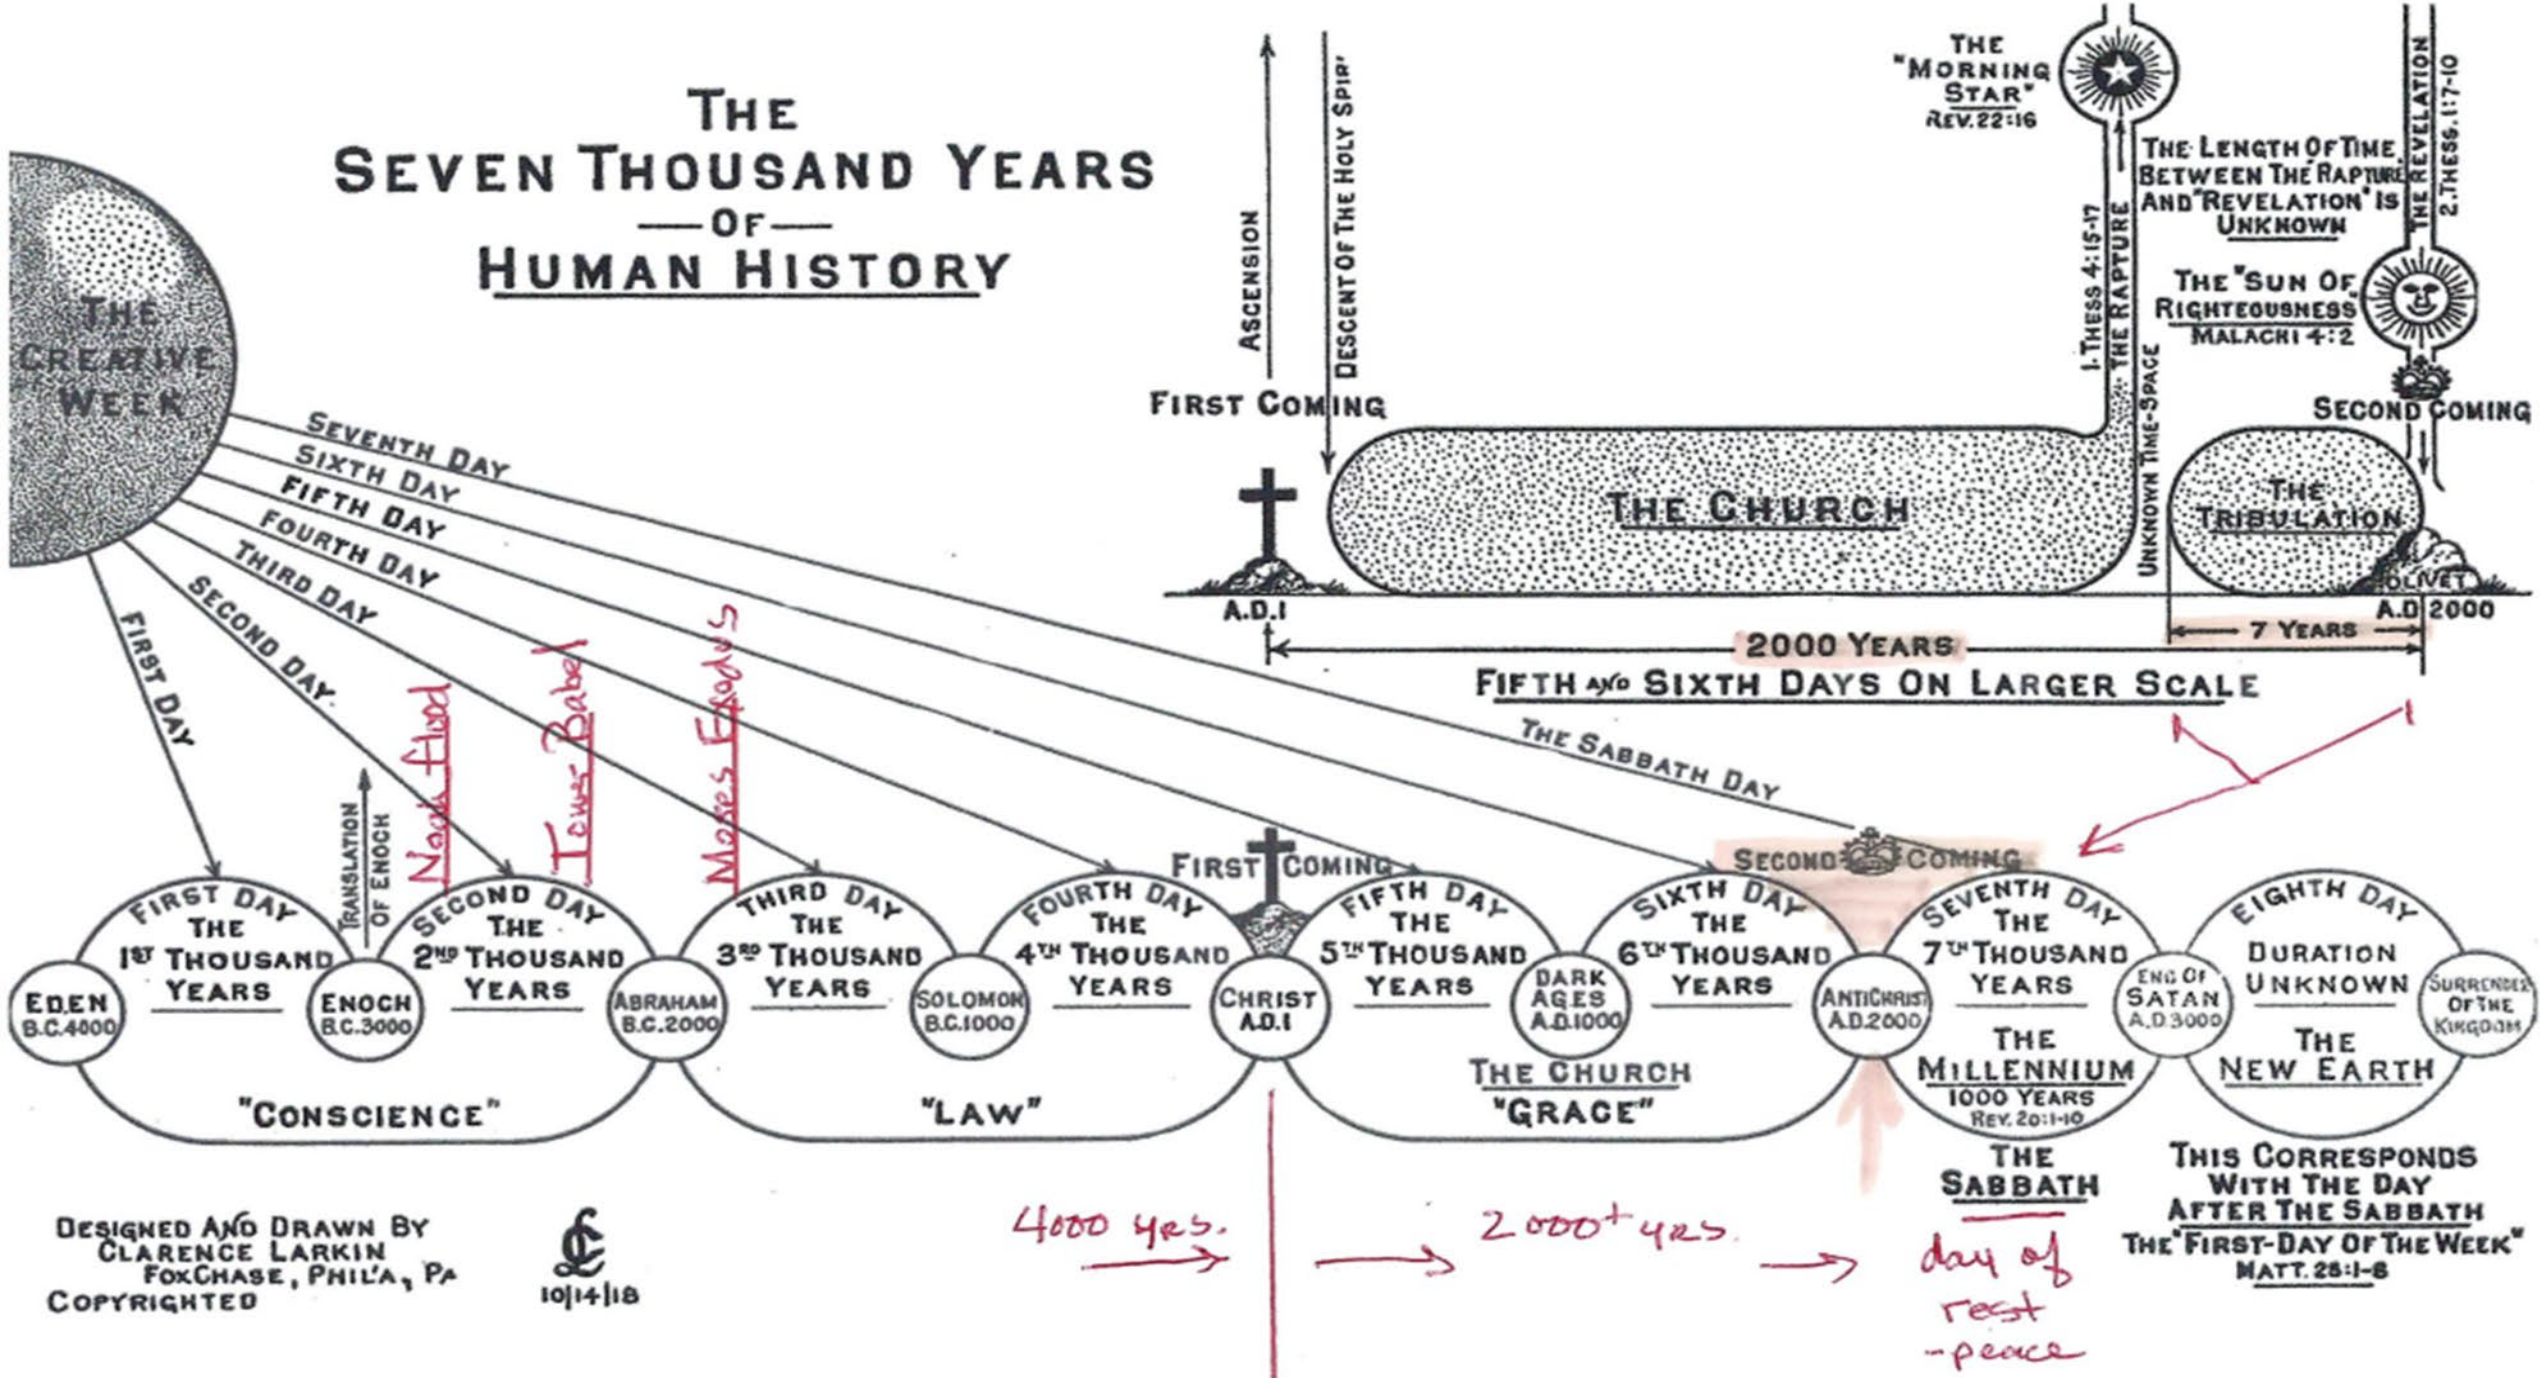 THE
SEVEN THOUSAND YEARS
OF
HUMAN HISTORY
THE
CREATIVE
WEEK
SEVENTH DAY
SIXTH DAY
FIFTH DAY
FOURTH DAY
THIRD DAY
SECOND DAY
FIRST DAY
ASCENSION
DESCENT OF THE HOLY SPIR'
FIRST COMING
THE
"MORNING
STAR"
REV. 22:16
1. THESS 4:15-17
THE RAPTURE
THE LENGTH OF TIME
BETWEEN THE RAPTURE
AND "REVELATION" IS
UNKNOWN
THE REVELATION
2. THESS. 1:7-10
THE "SUN OF
RIGHTEOUSNESS"
MALACHI 4:2
SECOND COMING
UNKNOWN TIME-SPACE
THE CHURCH
THE
TRIBULATION
OLIVET
A.D.1
A.D. 2000
7 YEARS
2000 YEARS
FIFTH AND SIXTH DAYS ON LARGER SCALE
THE SABBATH DAY
TRANSLATION
OF ENOCH
Noah flood
Tower Babel
Moses Exodus
FIRST COMING
SECOND COMING
FIRST DAY
THE
1ST THOUSAND
YEARS
SECOND DAY
THE
2ND THOUSAND
YEARS
THIRD DAY
THE
3RD THOUSAND
YEARS
FOURTH DAY
THE
4TH THOUSAND
YEARS
FIFTH DAY
THE
5TH THOUSAND
YEARS
SIXTH DAY
THE
6TH THOUSAND
YEARS
SEVENTH DAY
THE
7TH THOUSAND
YEARS
EIGHTH DAY
DURATION
UNKNOWN
EDEN
B.C.4000
ENOCH
B.C.3000
ABRAHAM
B.C.2000
SOLOMON
B.C.1000
CHRIST
A.D.1
DARK
AGES
A.D.1000
ANTICHRIST
A.D.2000
END OF
SATAN
A.D.3000
SURRENDER
OF THE
KINGDOM
"CONSCIENCE"
"LAW"
THE CHURCH
"GRACE"
THE
MILLENNIUM
1000 YEARS
REV. 20:1-10
THE
NEW EARTH
THE
SABBATH
day of
rest
-peace
THIS CORRESPONDS
WITH THE DAY
AFTER THE SABBATH
THE "FIRST-DAY OF THE WEEK"
MATT. 28:1-8
4000 yrs.
2000+ yrs.
DESIGNED AND DRAWN BY
CLARENCE LARKIN
FOXCHASE, PHIL'A, PA
COPYRIGHTED
CL
10/14/18